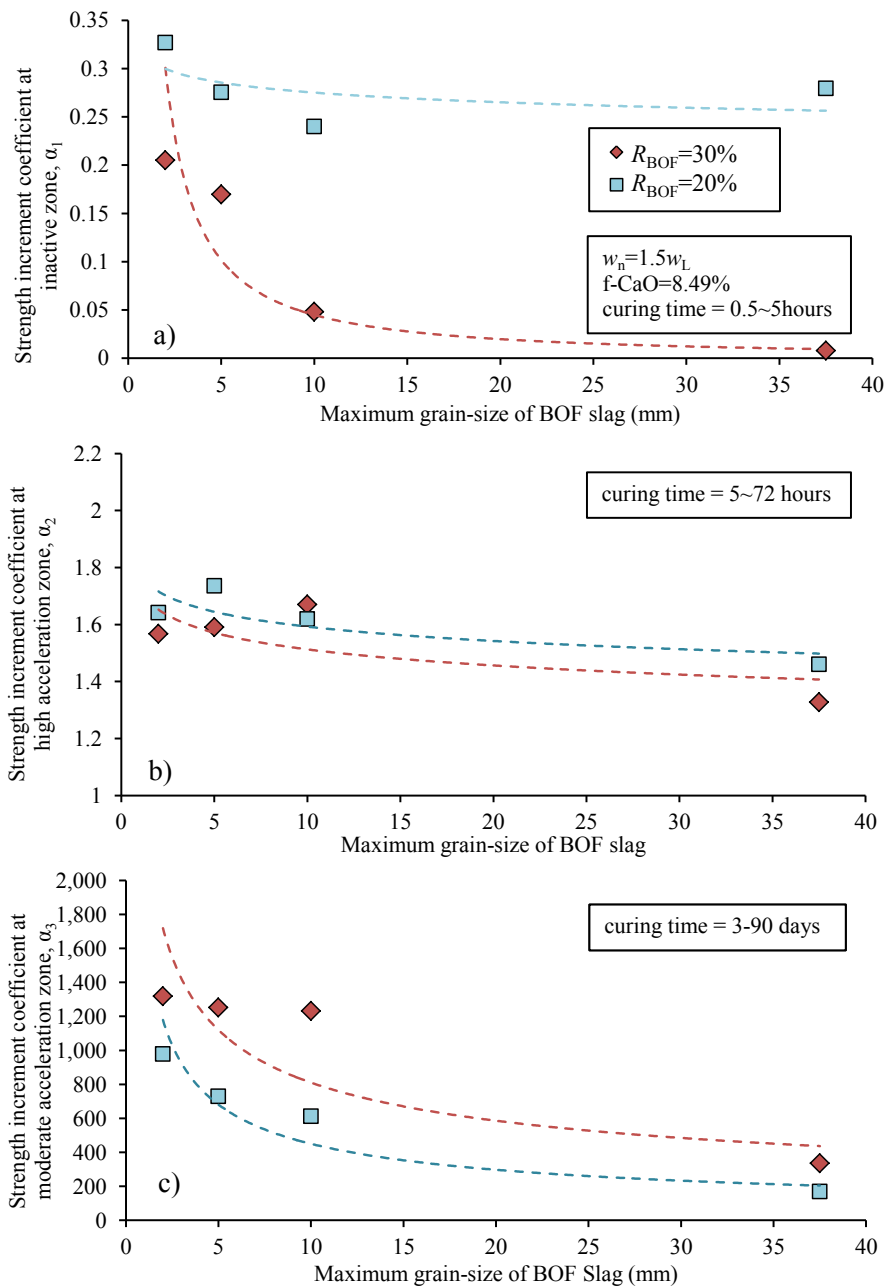 0.35
0.3
0.25
0.2
0.15
0.1
0.05
0
Strength increment coefficient at
inactive zone, α1
a)
R_BOF=30%
R_BOF=20%
w_n=1.5w_L
f-CaO=8.49%
curing time = 0.5~5hours
0 5 10 15 20 25 30 35 40
Maximum grain-size of BOF slag (mm)
2.2
2
1.8
1.6
1.4
1.2
1
Strength increment coefficient at
high acceleration zone, α2
b)
curing time = 5~72 hours
0 5 10 15 20 25 30 35 40
Maximum grain-size of BOF slag
2,000
1,800
1,600
1,400
1,200
1,000
800
600
400
200
0
Strength increment coefficient at
moderate acceleration zone, α3
c)
curing time = 3-90 days
0 5 10 15 20 25 30 35 40
Maximum grain-size of BOF Slag (mm)